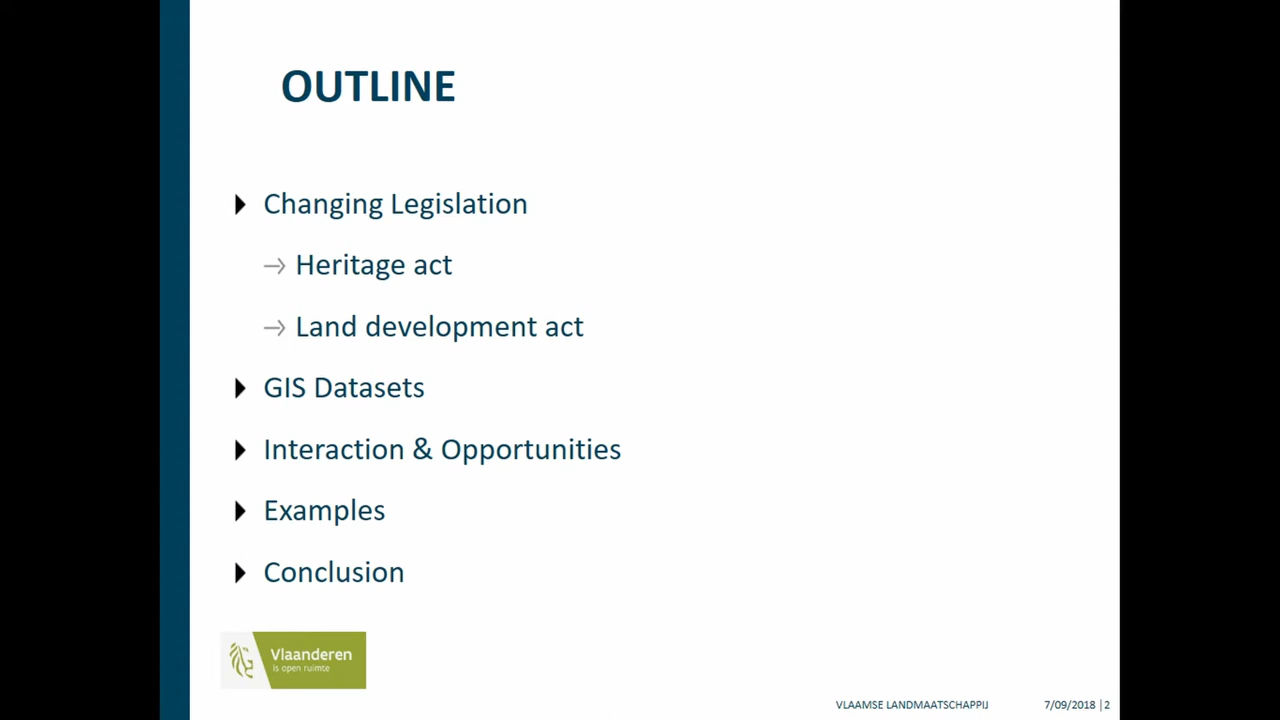 OUTLINE
Changing Legislation
Heritage act
Land development act
GIS Datasets
Interaction & Opportunities
Examples
Conclusion
Vlaanderen
is open ruimte
VLAAMSE LANDMAATSCHAPPIJ 7/09/2018 | 2